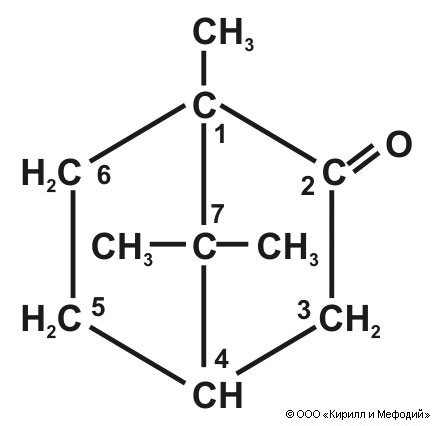 CH₃
C
1
O
H₂C 6
2 C
7
CH₃ C CH₃
H₂C 5
3 CH₂
4
CH
© ООО «Кирилл и Мефодий»